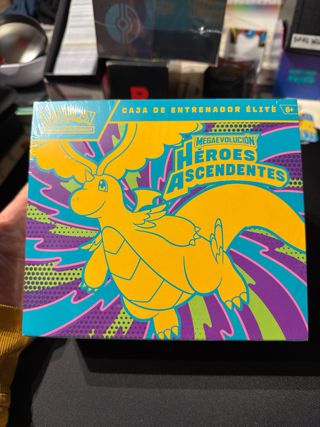 CAJA DE ENTRENADOR ÉLITE 6+
MEGAEVOLUCIÓN
HÉROES
ASCENDENTES